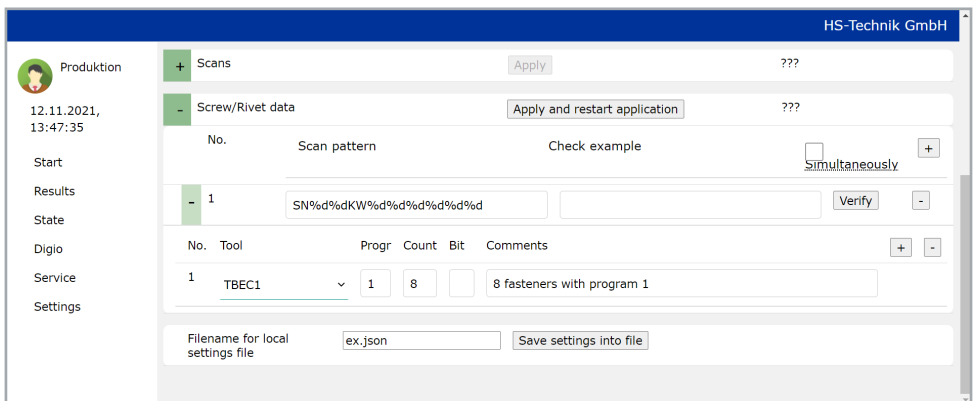 HS-Technik GmbH
Produktion
12.11.2021,
13:47:35
Start
Results
State
Digio
Service
Settings
+ Scans Apply ???
- Screw/Rivet data Apply and restart application ???
No. Scan pattern Check example Simultaneously +
- 1 SN%d%dKW%d%d%d%d%d%d Verify -
No. Tool Progr Count Bit Comments + -
1 TBEC1 1 8 8 fasteners with program 1
Filename for local
settings file
ex.json Save settings into file